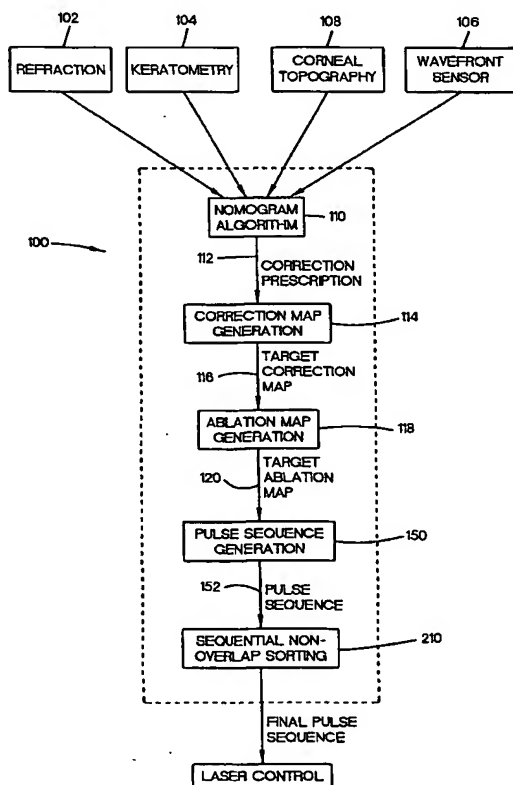 102
104
108
106
REFRACTION
KERATOMETRY
CORNEAL
TOPOGRAPHY
WAVEFRONT
SENSOR
NOMOGRAM
ALGORITHM
110
100
112
CORRECTION
PRESCRIPTION
CORRECTION MAP
GENERATION
114
116
TARGET
CORRECTION
MAP
ABLATION MAP
GENERATION
118
120
TARGET
ABLATION
MAP
PULSE SEQUENCE
GENERATION
150
152
PULSE
SEQUENCE
SEQUENTIAL NON-
OVERLAP SORTING
210
FINAL PULSE
SEQUENCE
LASER CONTROL